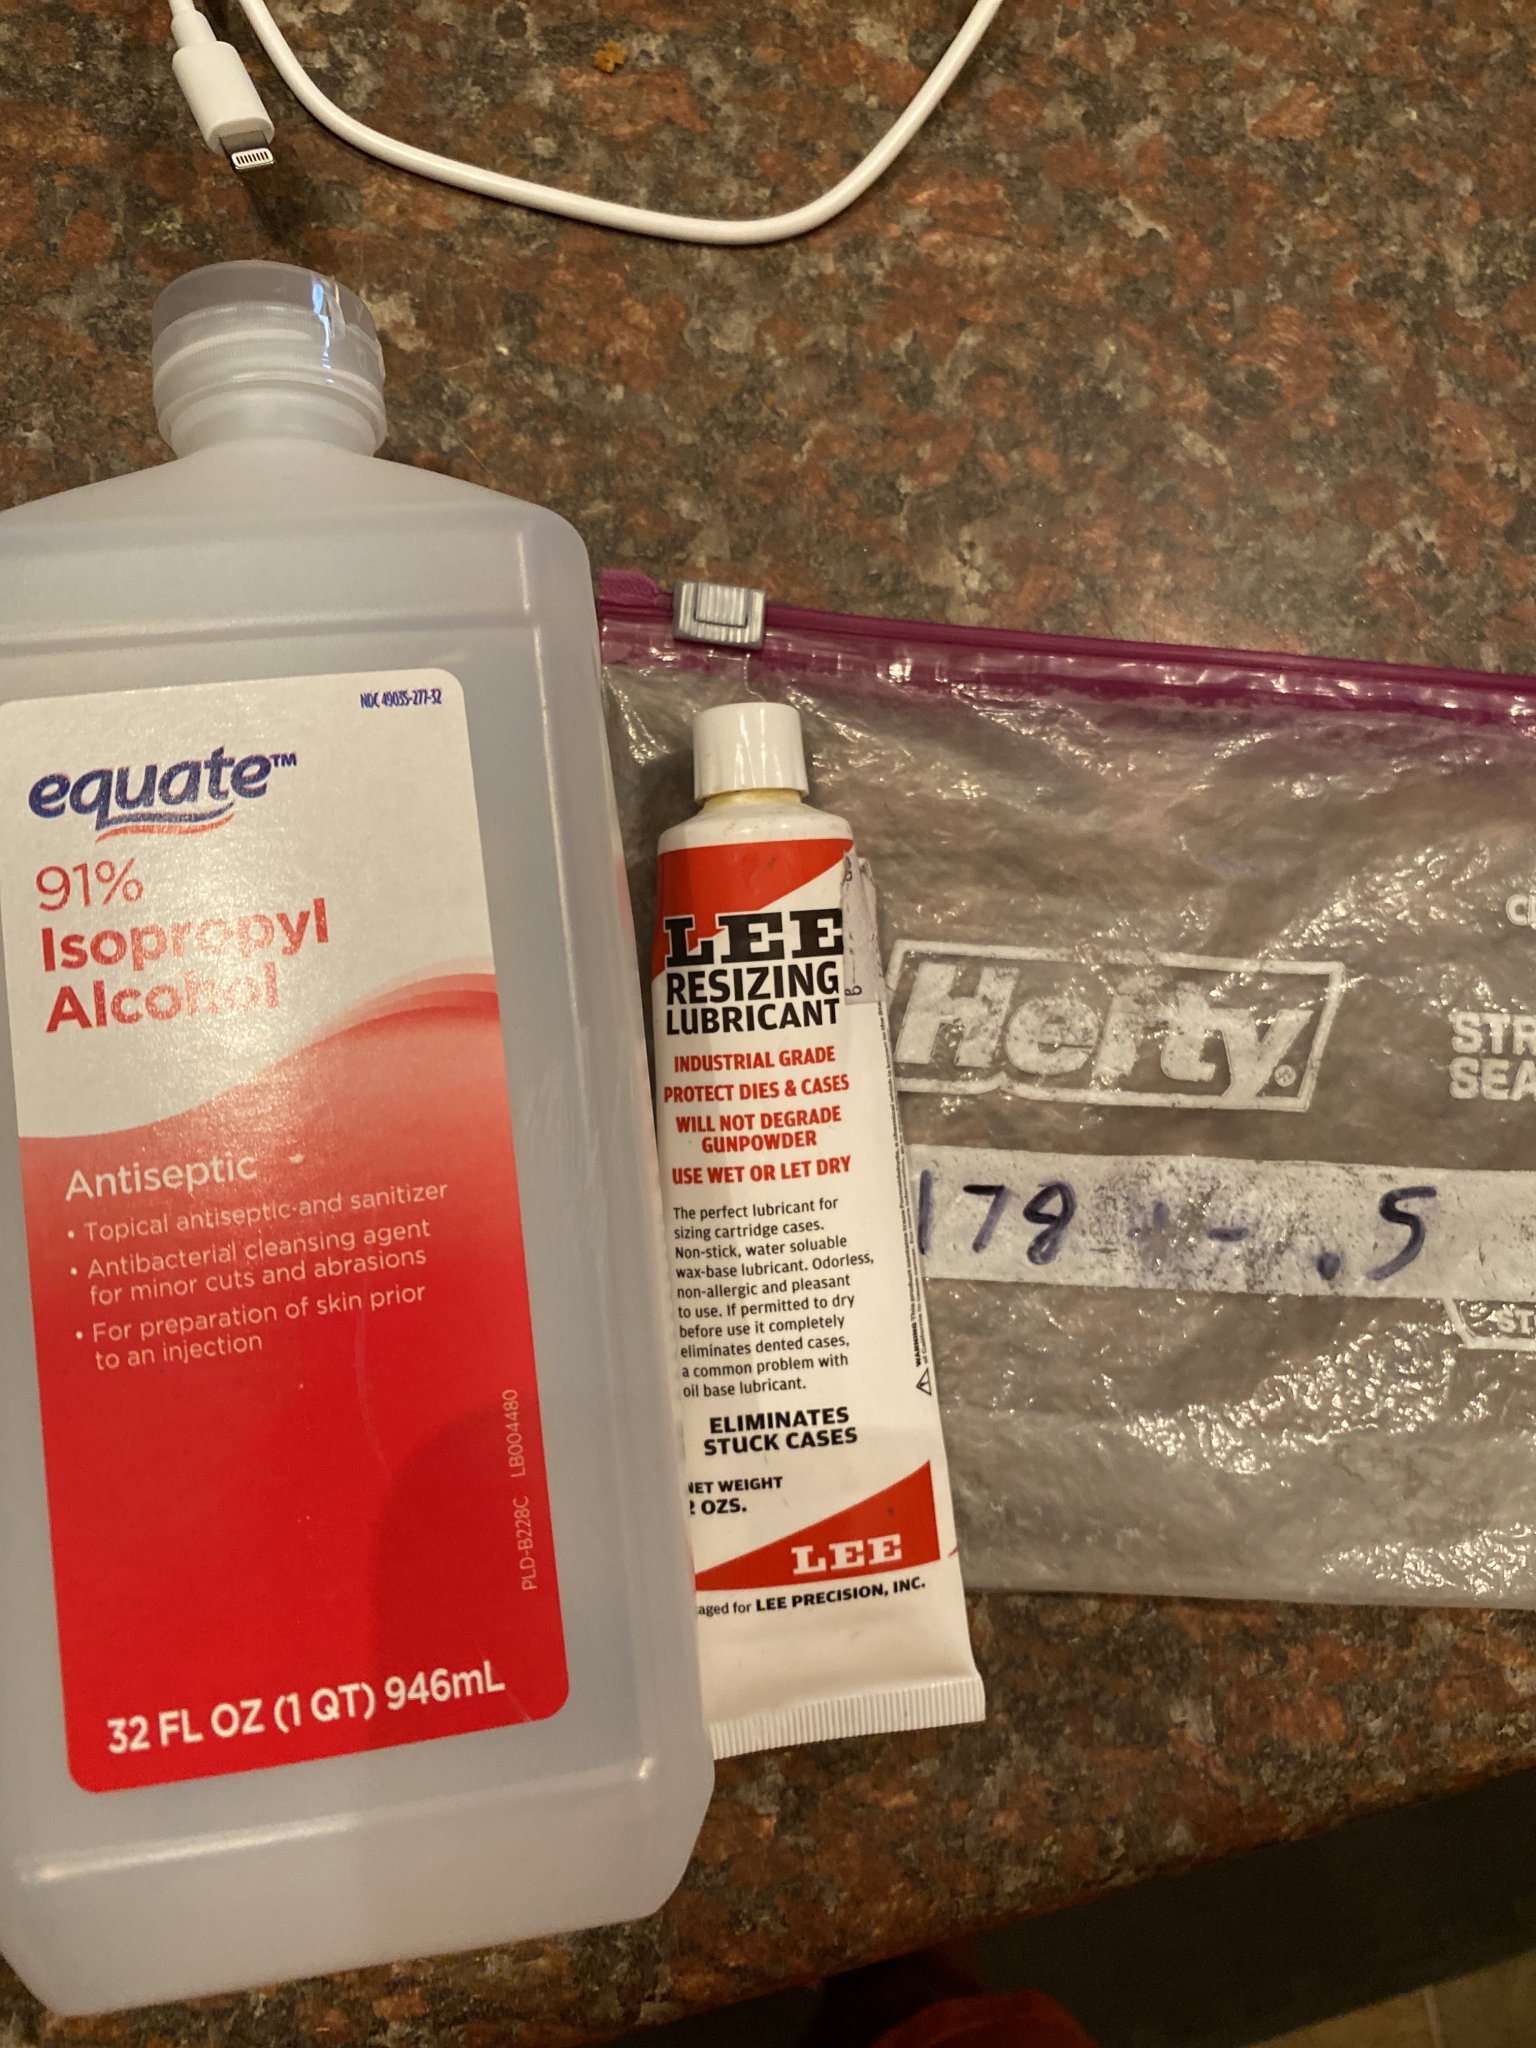 NDC 49035-277-32
equate™
91%
Isopropyl
Alcohol
Antiseptic
• Topical antiseptic and sanitizer
• Antibacterial cleansing agent
for minor cuts and abrasions
• For preparation of skin prior
to an injection
PLD-B228C LB004480
32 FL OZ (1 QT) 946mL
LEE
RESIZING
LUBRICANT
INDUSTRIAL GRADE
PROTECT DIES & CASES
WILL NOT DEGRADE
GUNPOWDER
USE WET OR LET DRY
The perfect lubricant for
sizing cartridge cases.
Non-stick, water soluable
wax-base lubricant. Odorless,
non-allergic and pleasant
to use. If permitted to dry
before use it completely
eliminates dented cases,
a common problem with
oil base lubricant.
ELIMINATES
STUCK CASES
NET WEIGHT
OZS.
LEE
for LEE PRECISION, INC.
Hefty®
STR
SEA
178 +- .5